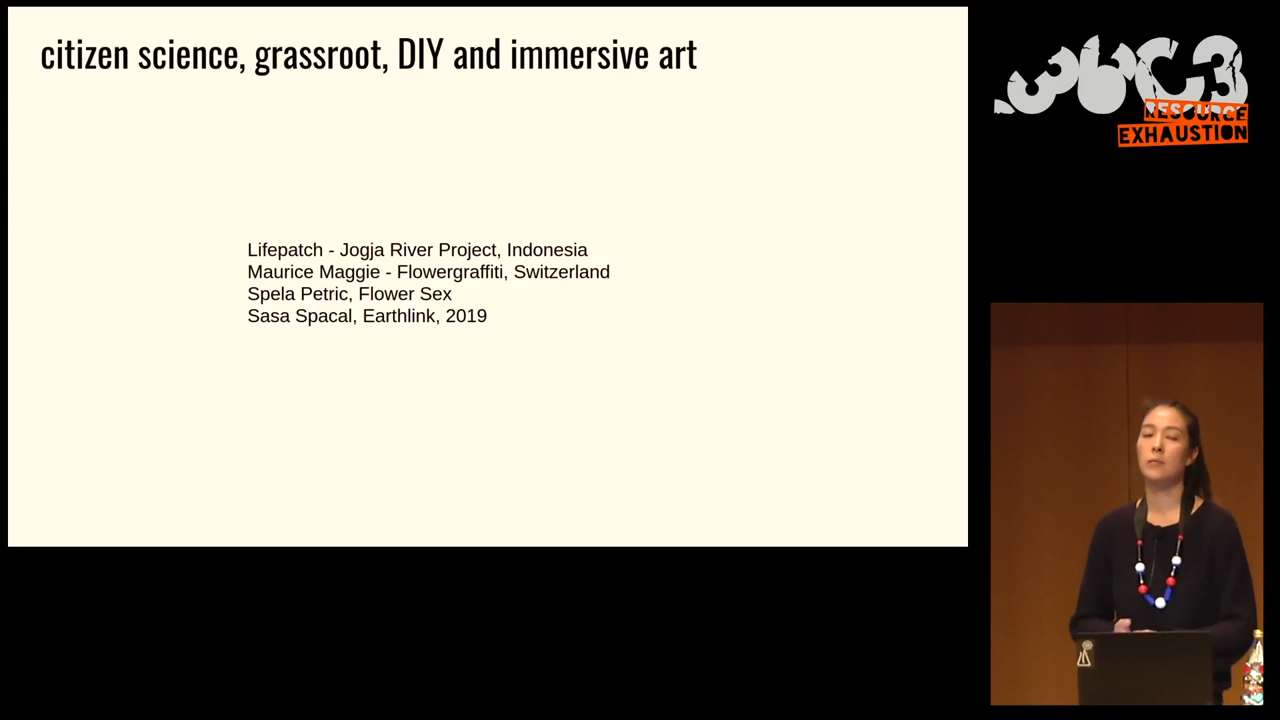 citizen science, grassroot, DIY and immersive art
Lifepatch - Jogja River Project, Indonesia
Maurice Maggie - Flowergraffiti, Switzerland
Spela Petric, Flower Sex
Sasa Spacal, Earthlink, 2019
36C3
RESOURCE
EXHAUSTION